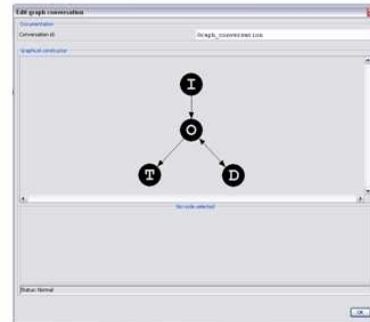 Edit graph conversation
Documentation
Conversation id:
Graph_conversation
Graphical constructor
I
O
T
D
No node selected
Status: Normal
OK